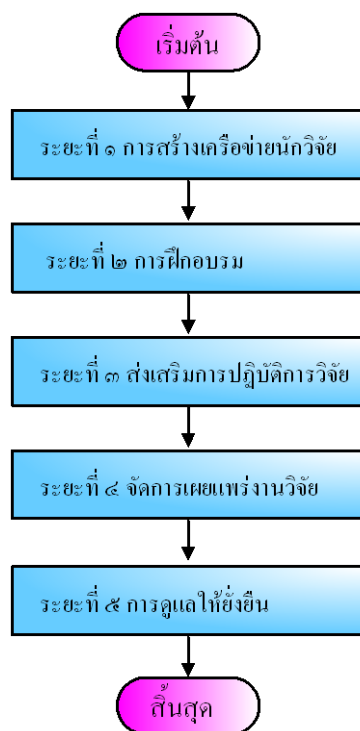 เริ่มต้น
ระยะที่ ๑ การสร้างเครือข่ายนักวิจัย
ระยะที่ ๒ การฝึกอบรม
ระยะที่ ๓ ส่งเสริมการปฏิบัติการวิจัย
ระยะที่ ๔ จัดการเผยแพร่งานวิจัย
ระยะที่ ๕ การดูแลให้ยั่งยืน
สิ้นสุด